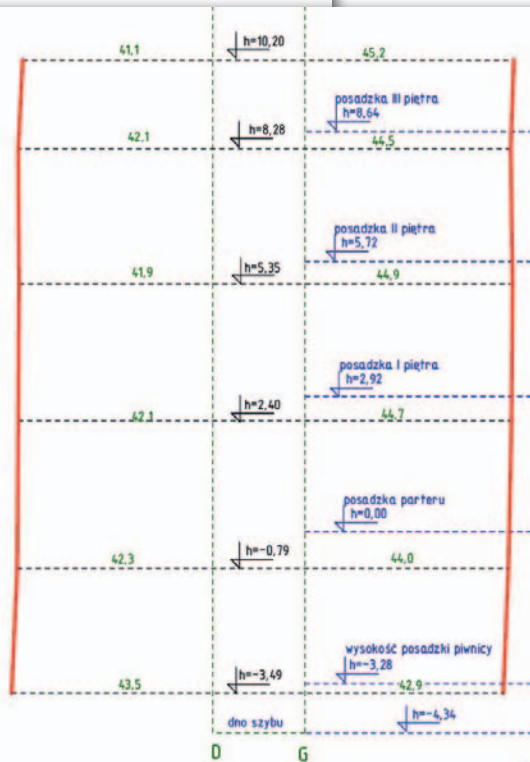 41,1 h=10,20 45,2
posadzka III piętra
h=8,64
42,1 h=8,28 44,5
posadzka II piętra
h=5,72
41,9 h=5,35 44,9
posadzka I piętra
h=2,92
42,1 h=2,40 44,7
posadzka parteru
h=0,00
42,3 h=-0,79 44,0
wysokość posadzki piwnicy
h=-3,28
43,5 h=-3,49 42,9
dno szybu h=-4,34
D G